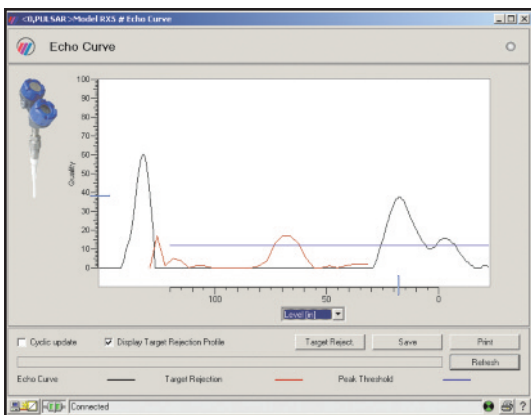 <0,PULSAR>Model RX5 # Echo Curve
Echo Curve
100
90
80
70
60
50
40
30
20
10
0
Quality
100 50 0
Level [in]
Cyclic update Display Target Rejection Profile Target Reject. Save Print
Refresh
Echo Curve Target Rejection Peak Threshold
Connected ?